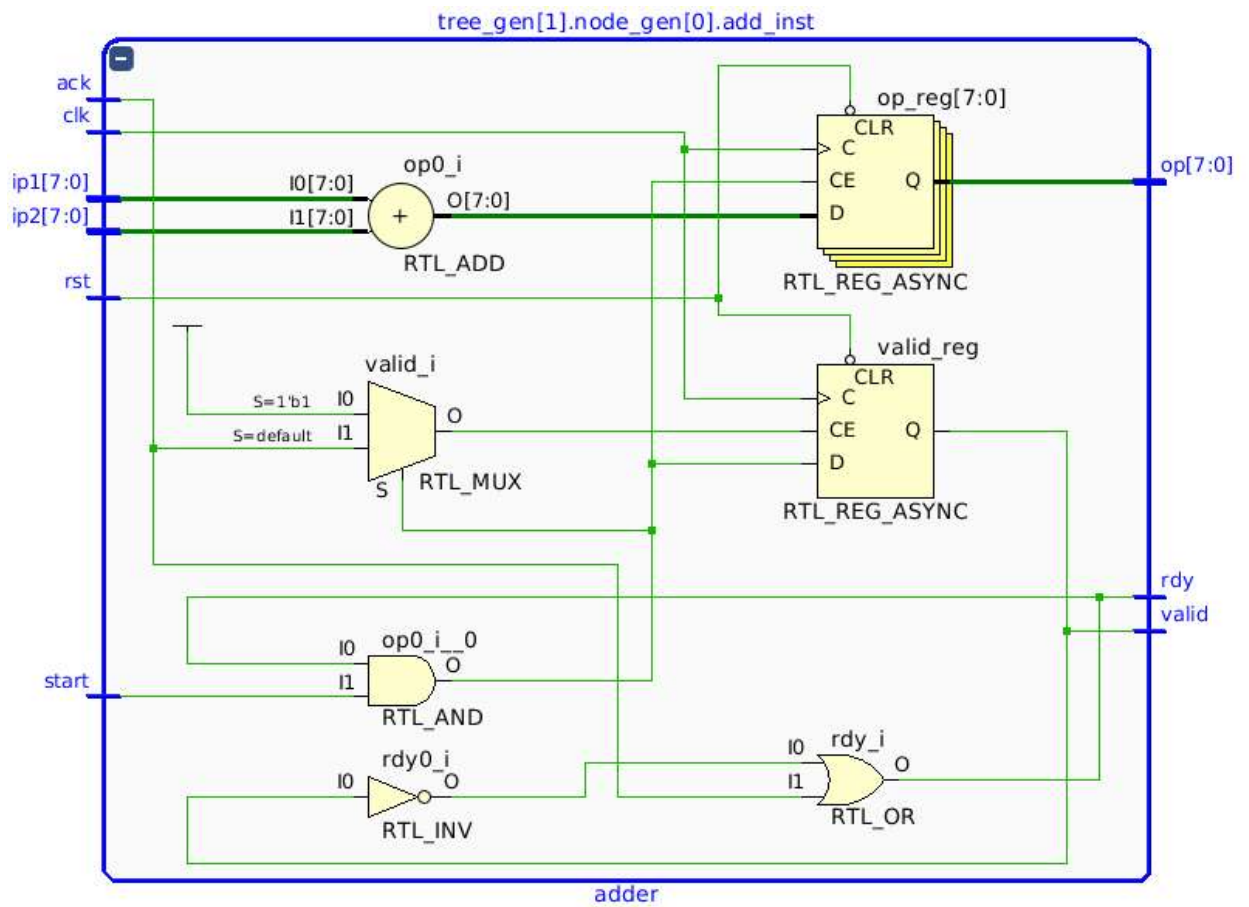 tree_gen[1].node_gen[0].add_inst
ack
clk
ip1[7:0]
ip2[7:0]
rst
start
op0_i
I0[7:0]
I1[7:0]
+
O[7:0]
RTL_ADD
op_reg[7:0]
CLR
C
CE
D
Q
RTL_REG_ASYNC
op[7:0]
valid_i
S=1'b1
I0
S=default
I1
O
S
RTL_MUX
valid_reg
CLR
C
CE
D
Q
RTL_REG_ASYNC
rdy
valid
op0_i__0
I0
I1
O
RTL_AND
rdy0_i
I0
O
RTL_INV
rdy_i
I0
I1
O
RTL_OR
adder